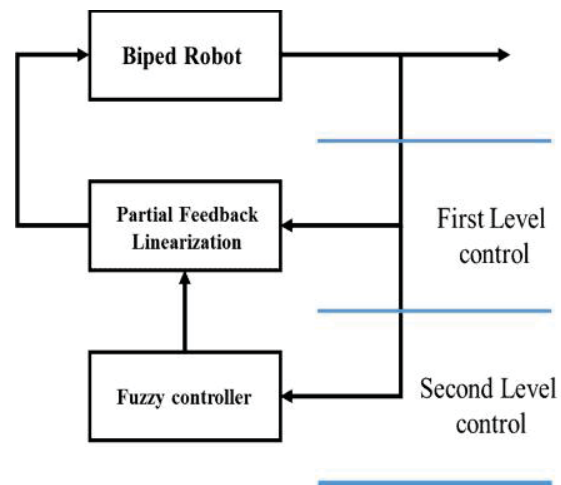 Biped Robot
Partial Feedback
Linearization
First Level
control
Fuzzy controller
Second Level
control